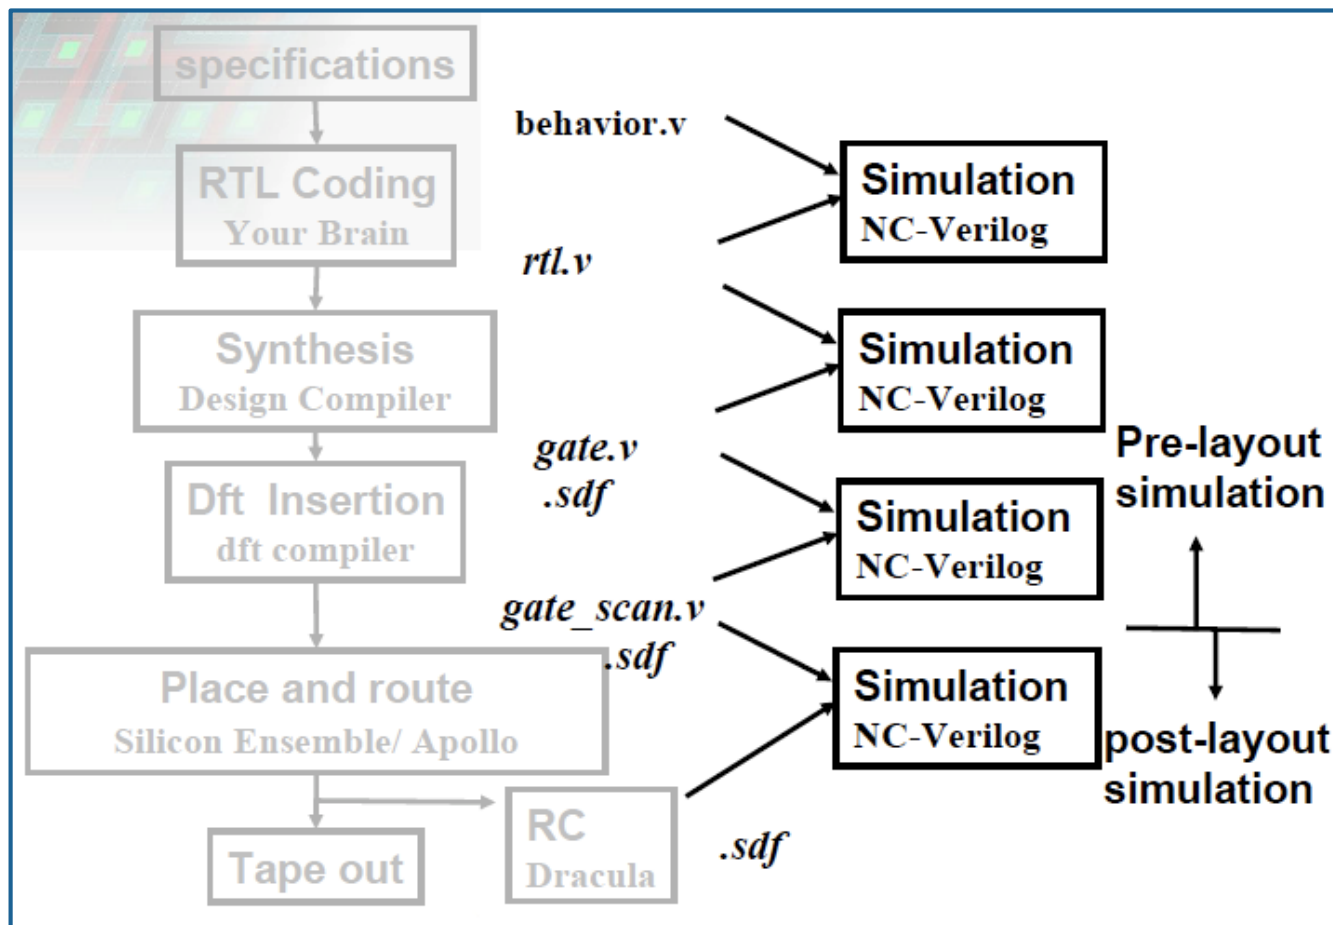 specifications
RTL Coding
Your Brain
Synthesis
Design Compiler
Dft Insertion
dft compiler
Place and route
Silicon Ensemble/ Apollo
Tape out
RC
Dracula
behavior.v
rtl.v
gate.v
.sdf
gate_scan.v
.sdf
.sdf
Simulation
NC-Verilog
Simulation
NC-Verilog
Simulation
NC-Verilog
Simulation
NC-Verilog
Pre-layout
simulation
post-layout
simulation